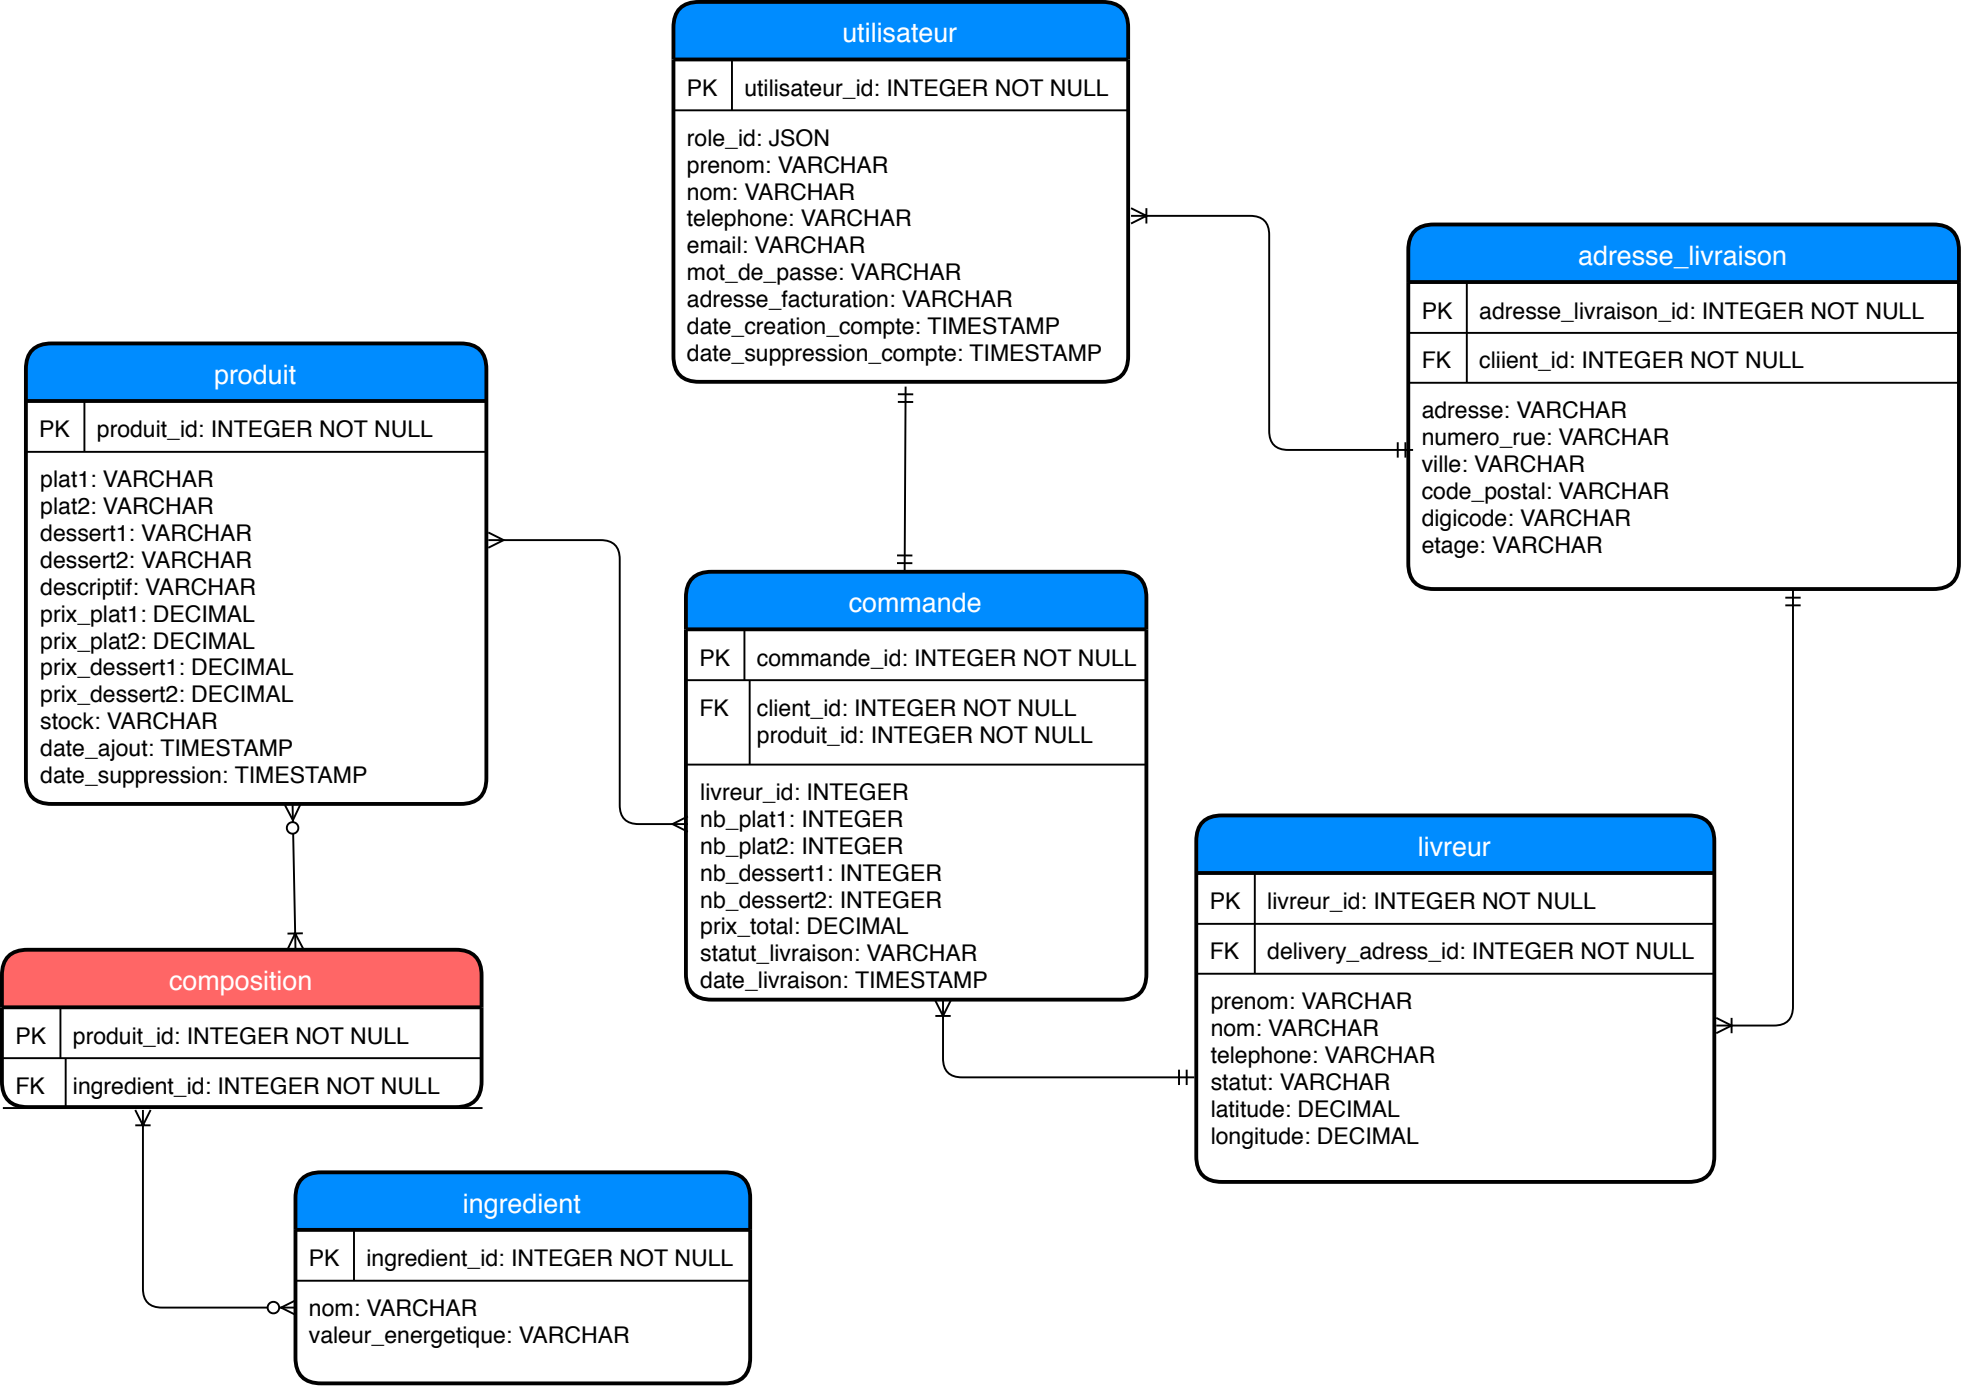 utilisateur
PK utilisateur_id: INTEGER NOT NULL
role_id: JSON
prenom: VARCHAR
nom: VARCHAR
telephone: VARCHAR
email: VARCHAR
mot_de_passe: VARCHAR
adresse_facturation: VARCHAR
date_creation_compte: TIMESTAMP
date_suppression_compte: TIMESTAMP
adresse_livraison
PK adresse_livraison_id: INTEGER NOT NULL
FK cliient_id: INTEGER NOT NULL
adresse: VARCHAR
numero_rue: VARCHAR
ville: VARCHAR
code_postal: VARCHAR
digicode: VARCHAR
etage: VARCHAR
produit
PK produit_id: INTEGER NOT NULL
plat1: VARCHAR
plat2: VARCHAR
dessert1: VARCHAR
dessert2: VARCHAR
descriptif: VARCHAR
prix_plat1: DECIMAL
prix_plat2: DECIMAL
prix_dessert1: DECIMAL
prix_dessert2: DECIMAL
stock: VARCHAR
date_ajout: TIMESTAMP
date_suppression: TIMESTAMP
commande
PK commande_id: INTEGER NOT NULL
FK client_id: INTEGER NOT NULL
produit_id: INTEGER NOT NULL
livreur_id: INTEGER
nb_plat1: INTEGER
nb_plat2: INTEGER
nb_dessert1: INTEGER
nb_dessert2: INTEGER
prix_total: DECIMAL
statut_livraison: VARCHAR
date_livraison: TIMESTAMP
livreur
PK livreur_id: INTEGER NOT NULL
FK delivery_adress_id: INTEGER NOT NULL
prenom: VARCHAR
nom: VARCHAR
telephone: VARCHAR
statut: VARCHAR
latitude: DECIMAL
longitude: DECIMAL
composition
PK produit_id: INTEGER NOT NULL
FK ingredient_id: INTEGER NOT NULL
ingredient
PK ingredient_id: INTEGER NOT NULL
nom: VARCHAR
valeur_energetique: VARCHAR